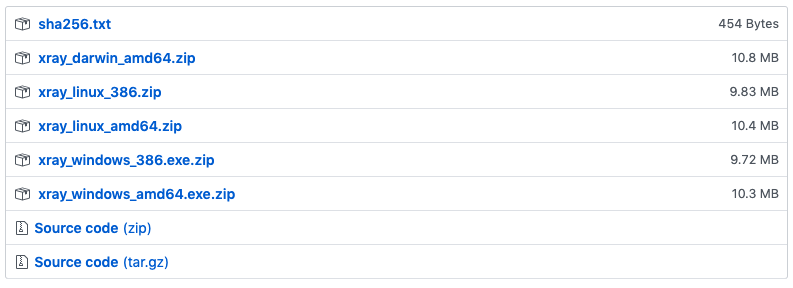 sha256.txt 454 Bytes
xray_darwin_amd64.zip 10.8 MB
xray_linux_386.zip 9.83 MB
xray_linux_amd64.zip 10.4 MB
xray_windows_386.exe.zip 9.72 MB
xray_windows_amd64.exe.zip 10.3 MB
Source code (zip)
Source code (tar.gz)